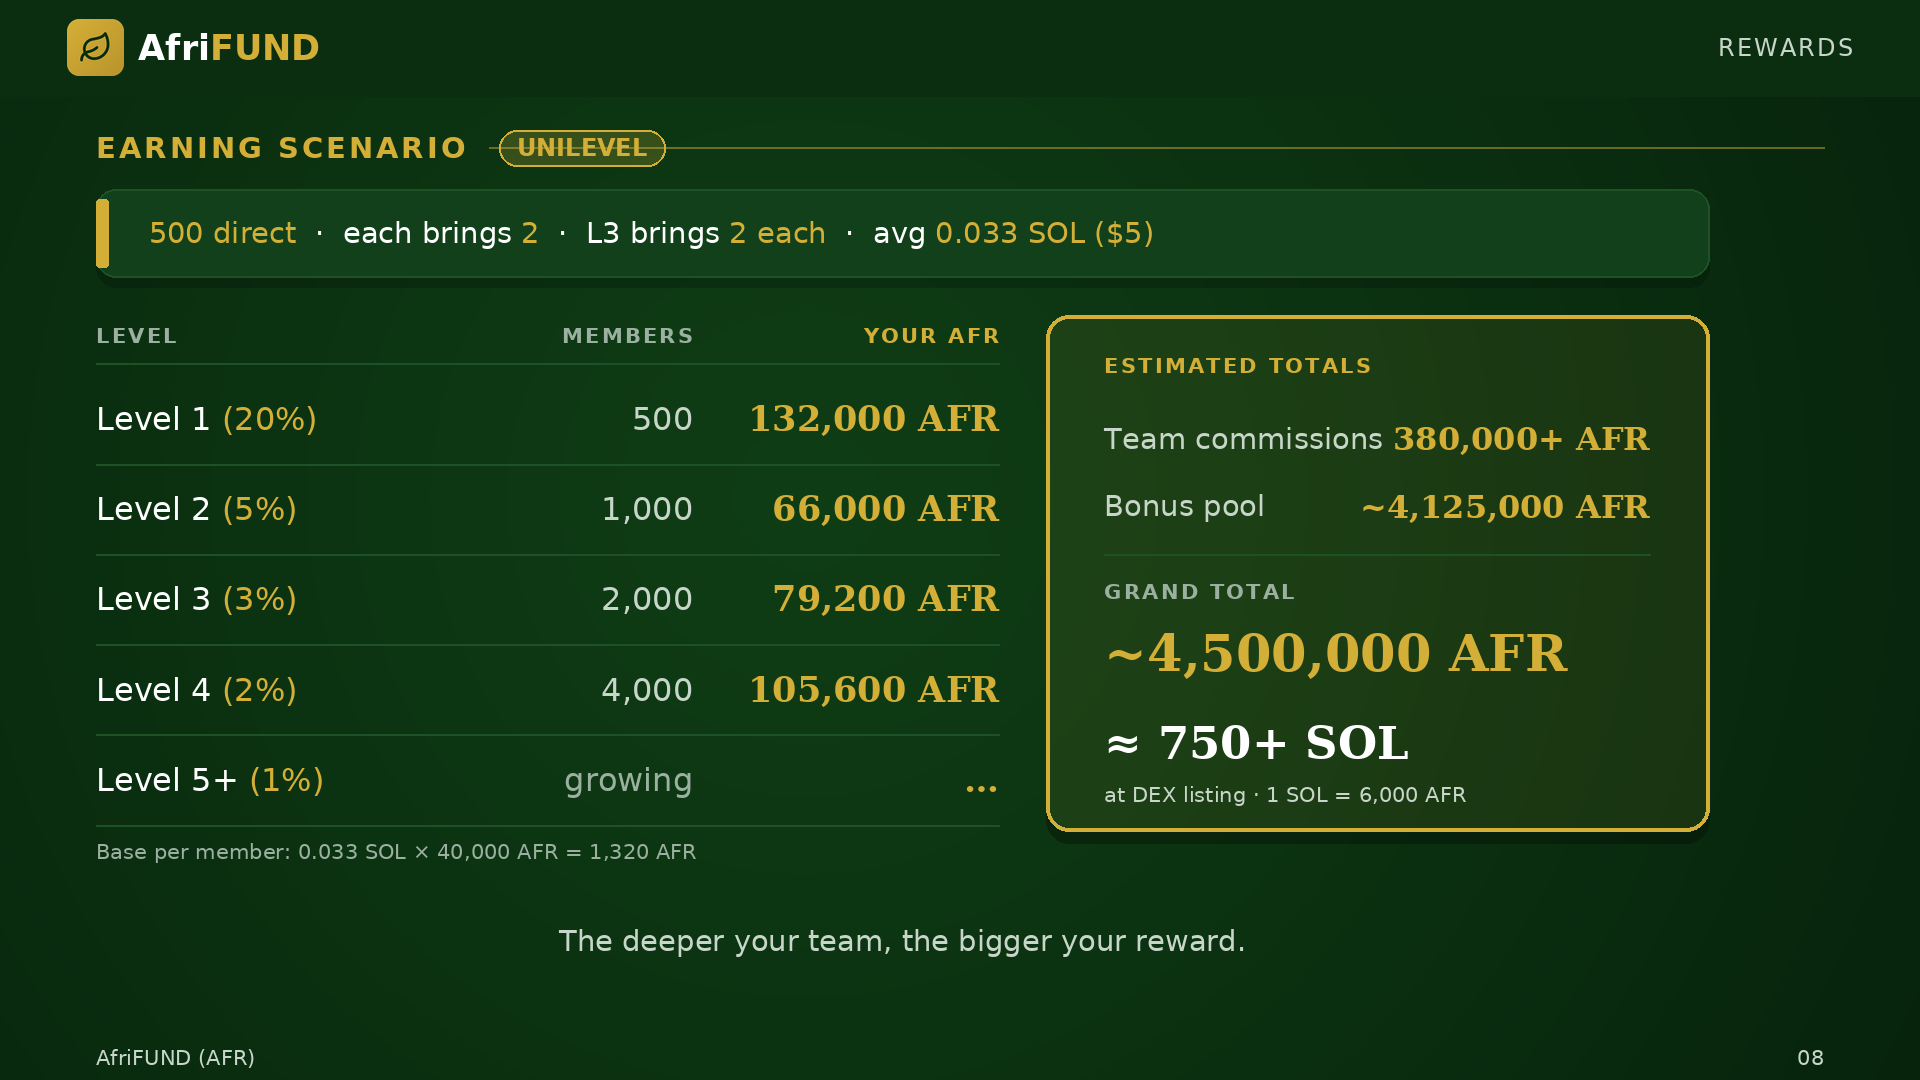 AfriFUND
REWARDS
EARNING SCENARIO
UNILEVEL
500 direct · each brings 2 · L3 brings 2 each · avg 0.033 SOL ($5)
LEVEL MEMBERS YOUR AFR
Level 1 (20%) 500 132,000 AFR
Level 2 (5%) 1,000 66,000 AFR
Level 3 (3%) 2,000 79,200 AFR
Level 4 (2%) 4,000 105,600 AFR
Level 5+ (1%) growing ...
Base per member: 0.033 SOL × 40,000 AFR = 1,320 AFR
ESTIMATED TOTALS
Team commissions 380,000+ AFR
Bonus pool ~4,125,000 AFR
GRAND TOTAL
~4,500,000 AFR
≈ 750+ SOL
at DEX listing · 1 SOL = 6,000 AFR
The deeper your team, the bigger your reward.
AfriFUND (AFR)
08